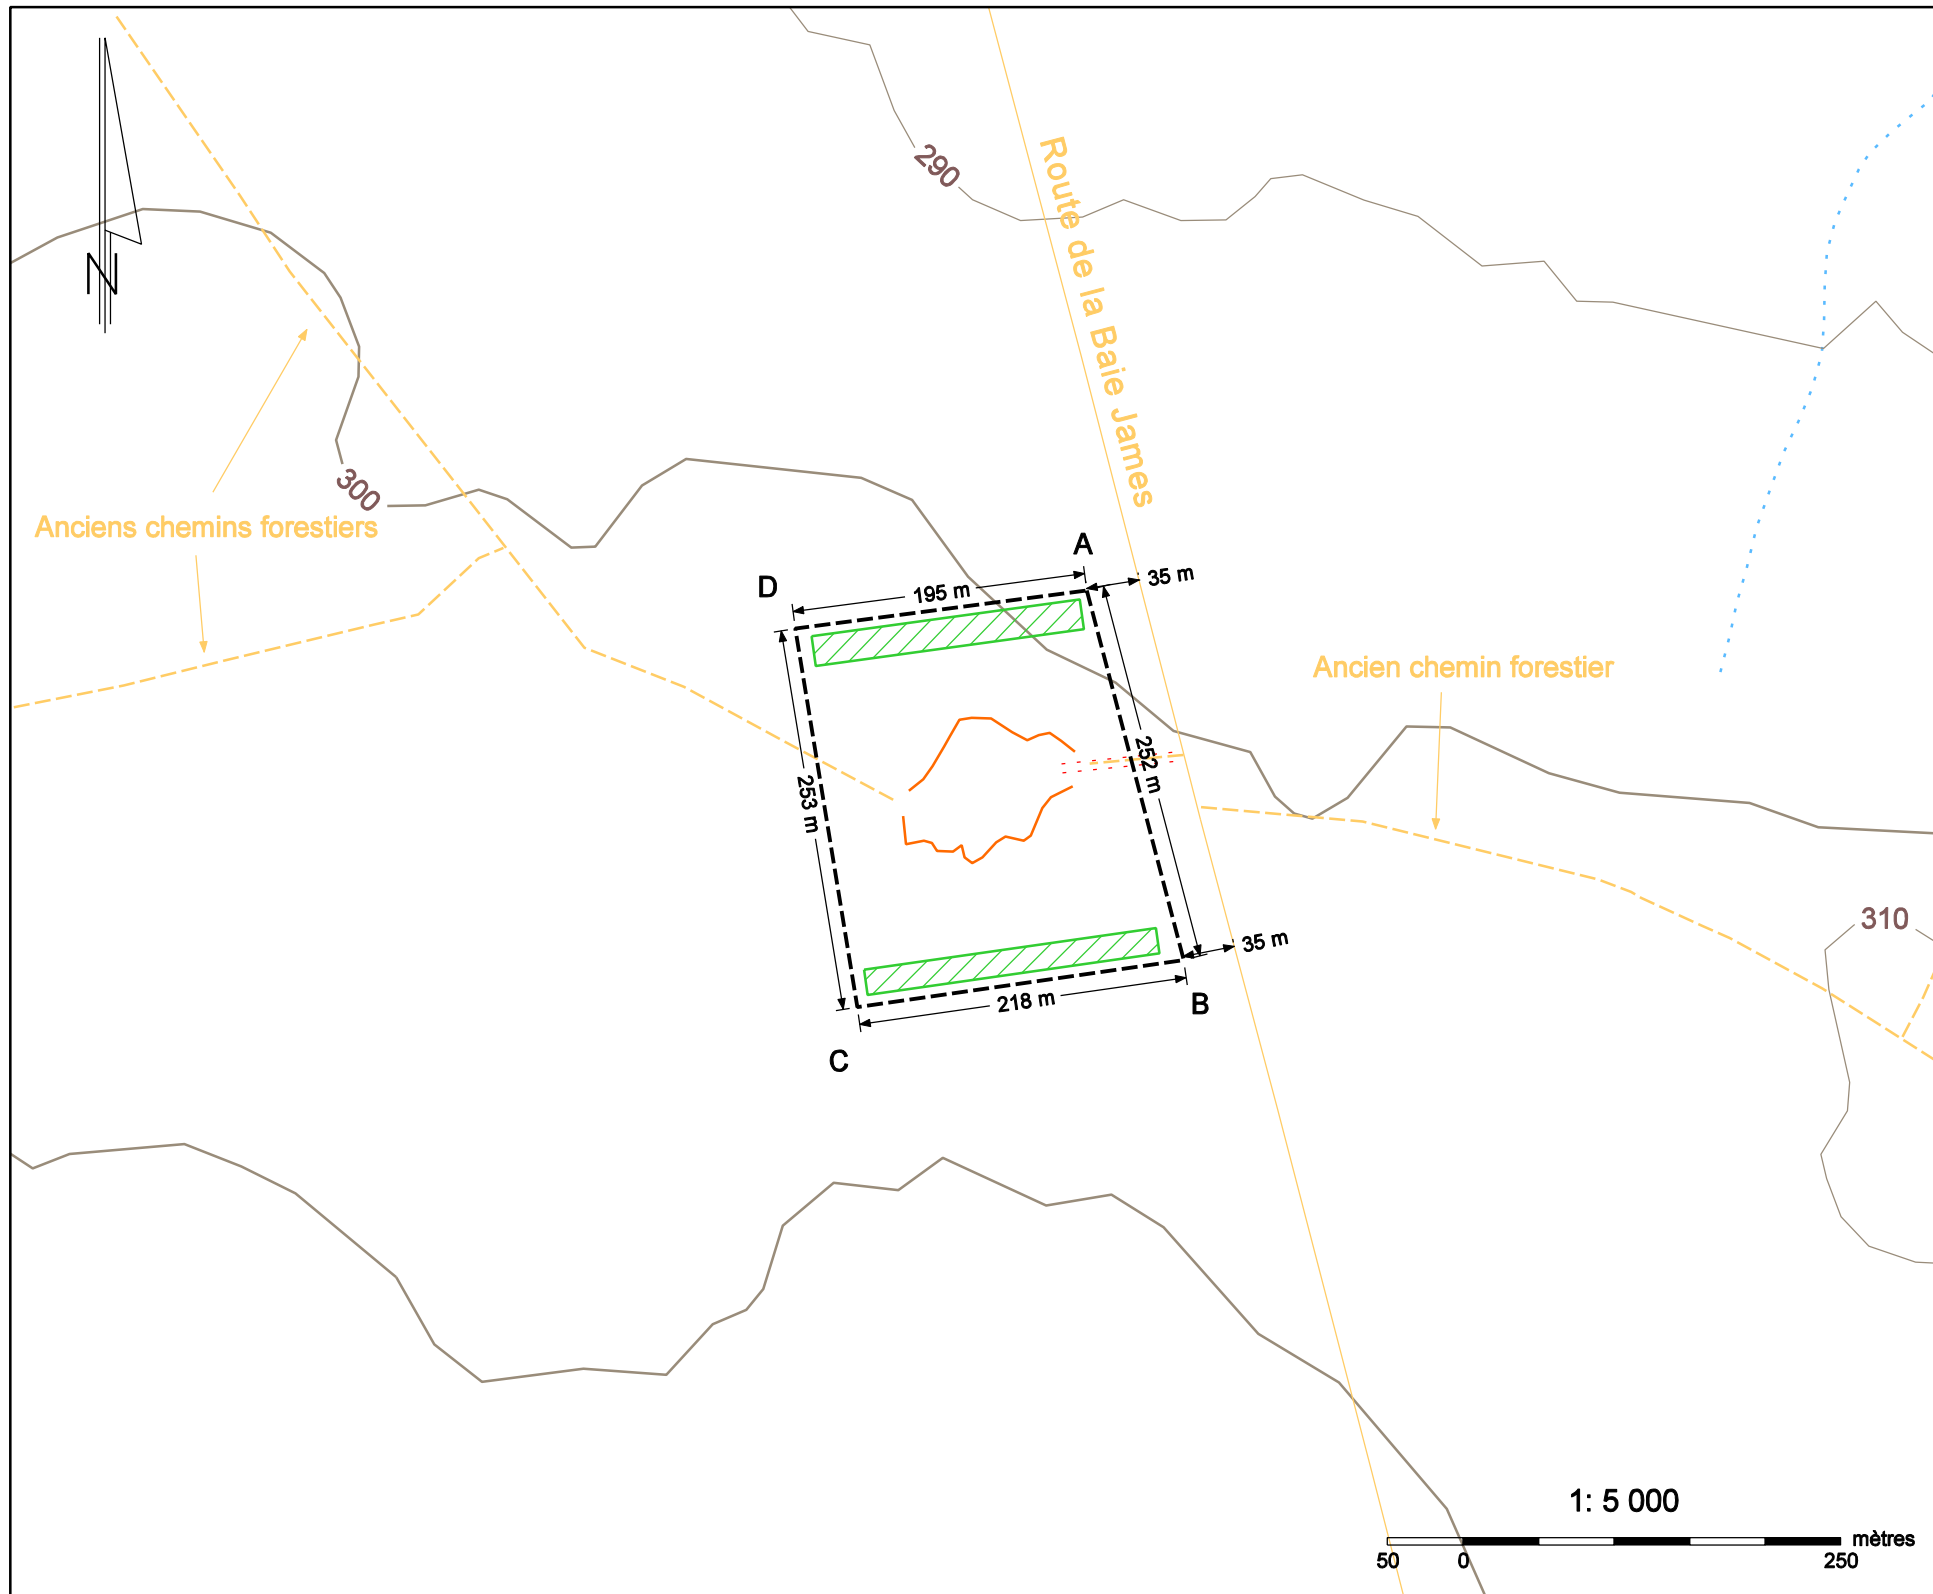 N
290
Route de la Baie James
300
Anciens chemins forestiers
A
D
195 m
35 m
Ancien chemin forestier
252 m
253 m
310
35 m
218 m
B
C
1: 5 000
mètres
50 0 250